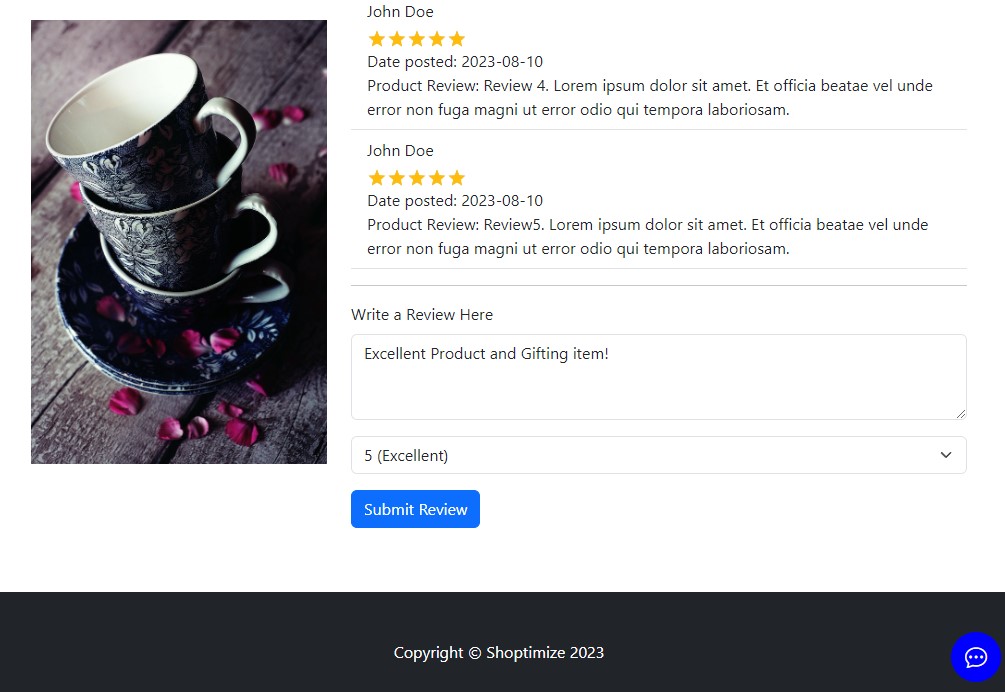 John Doe
Date posted: 2023-08-10
Product Review: Review 4. Lorem ipsum dolor sit amet. Et officia beatae vel unde
error non fuga magni ut error odio qui tempora laboriosam.
John Doe
Date posted: 2023-08-10
Product Review: Review5. Lorem ipsum dolor sit amet. Et officia beatae vel unde
error non fuga magni ut error odio qui tempora laboriosam.
Write a Review Here
Excellent Product and Gifting item!
5 (Excellent)
Submit Review
Copyright © Shoptimize 2023